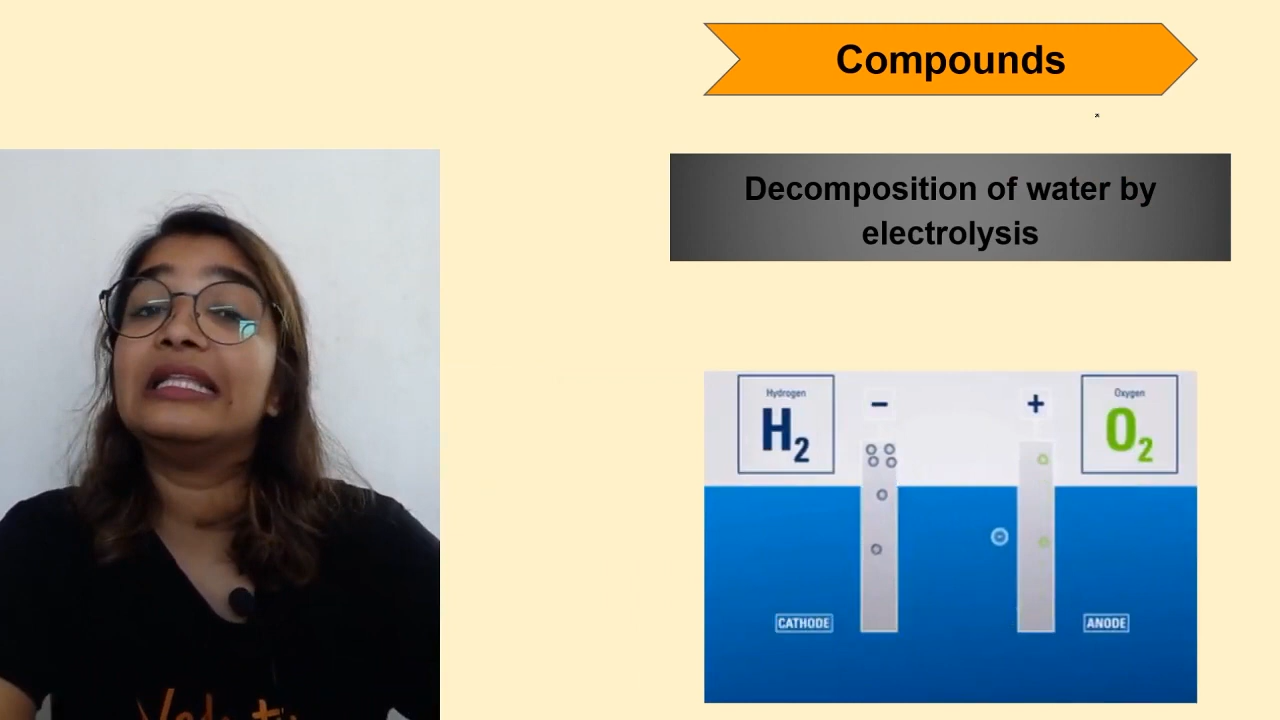 Compounds
Decomposition of water by
electrolysis
Hydrogen
H2
−
+
Oxygen
O2
CATHODE
ANODE